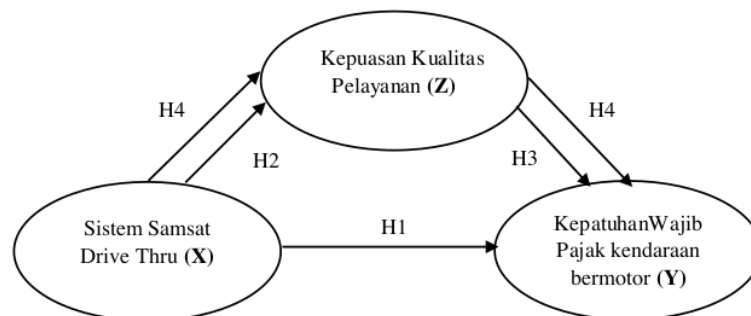 Kepuasan Kualitas
Pelayanan (Z)
H4
H4
H2
H3
Sistem Samsat
Drive Thru (X)
H1
KepatuhanWajib
Pajak kendaraan
bermotor (Y)